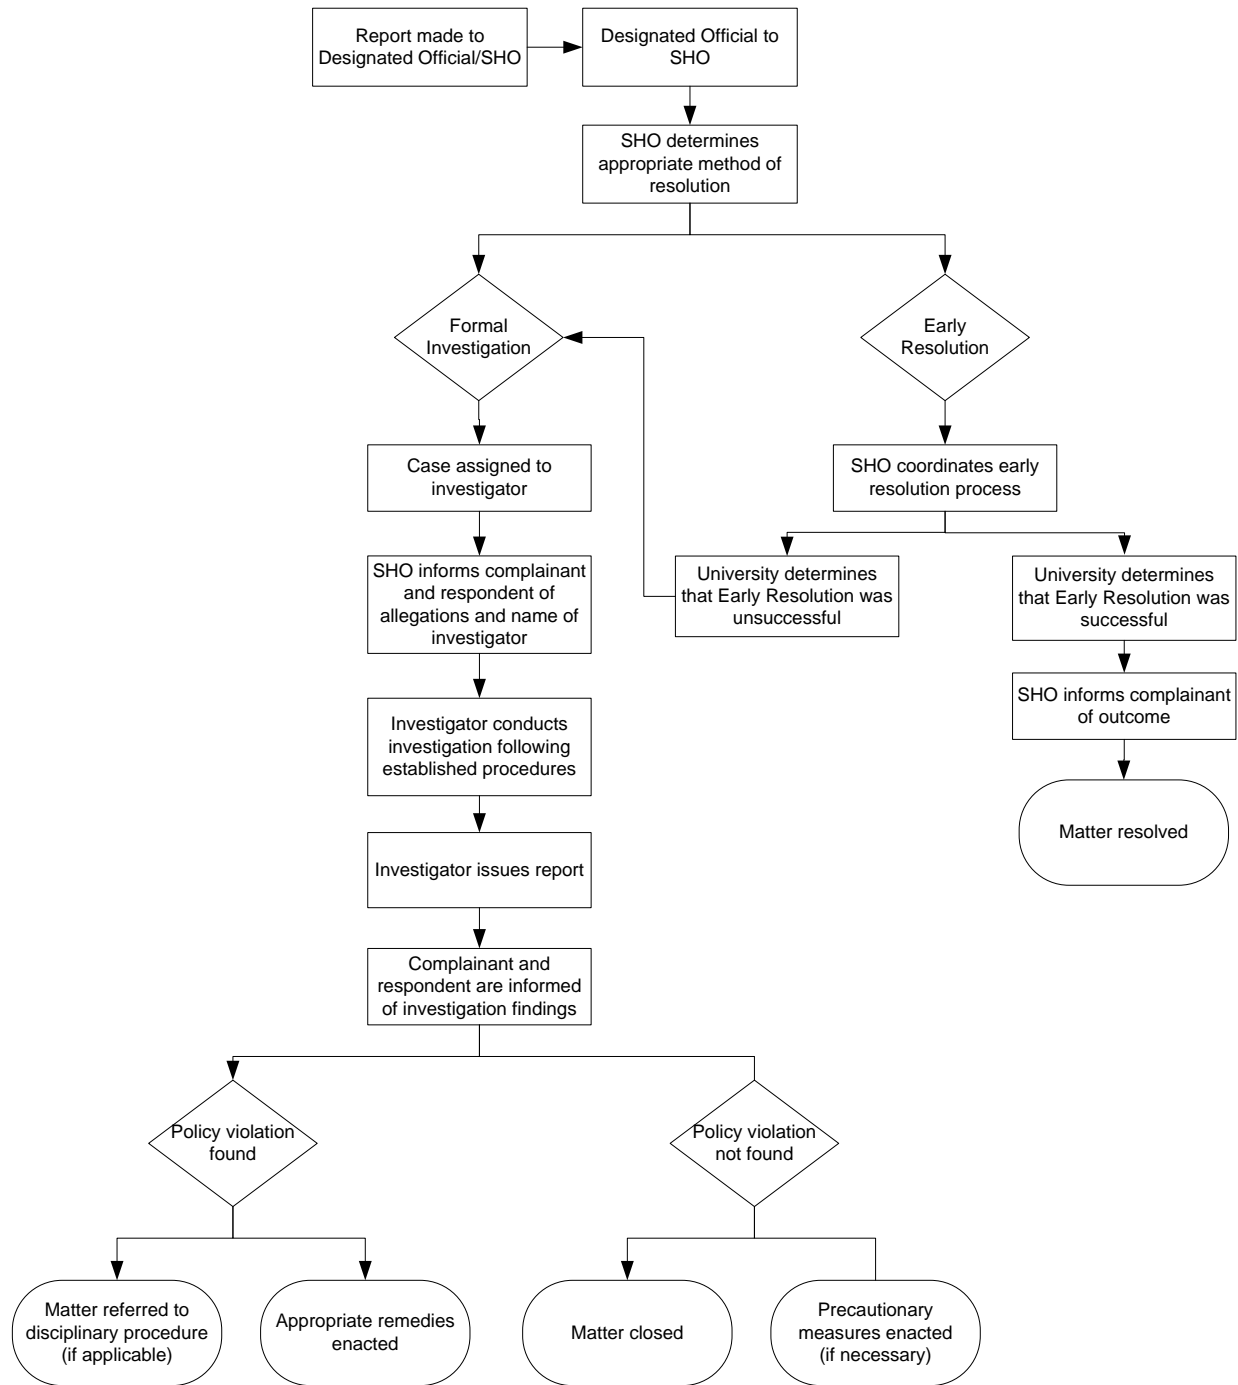 Report made to
Designated Official/SHO
Designated Official to
SHO
SHO determines
appropriate method of
resolution
Formal
Investigation
Early
Resolution
Case assigned to
investigator
SHO coordinates early
resolution process
SHO informs complainant
and respondent of
allegations and name of
investigator
University determines
that Early Resolution was
unsuccessful
University determines
that Early Resolution was
successful
Investigator conducts
investigation following
established procedures
SHO informs complainant
of outcome
Matter resolved
Investigator issues report
Complainant and
respondent are informed
of investigation findings
Policy violation
found
Policy violation
not found
Matter referred to
disciplinary procedure
(if applicable)
Appropriate remedies
enacted
Matter closed
Precautionary
measures enacted
(if necessary)